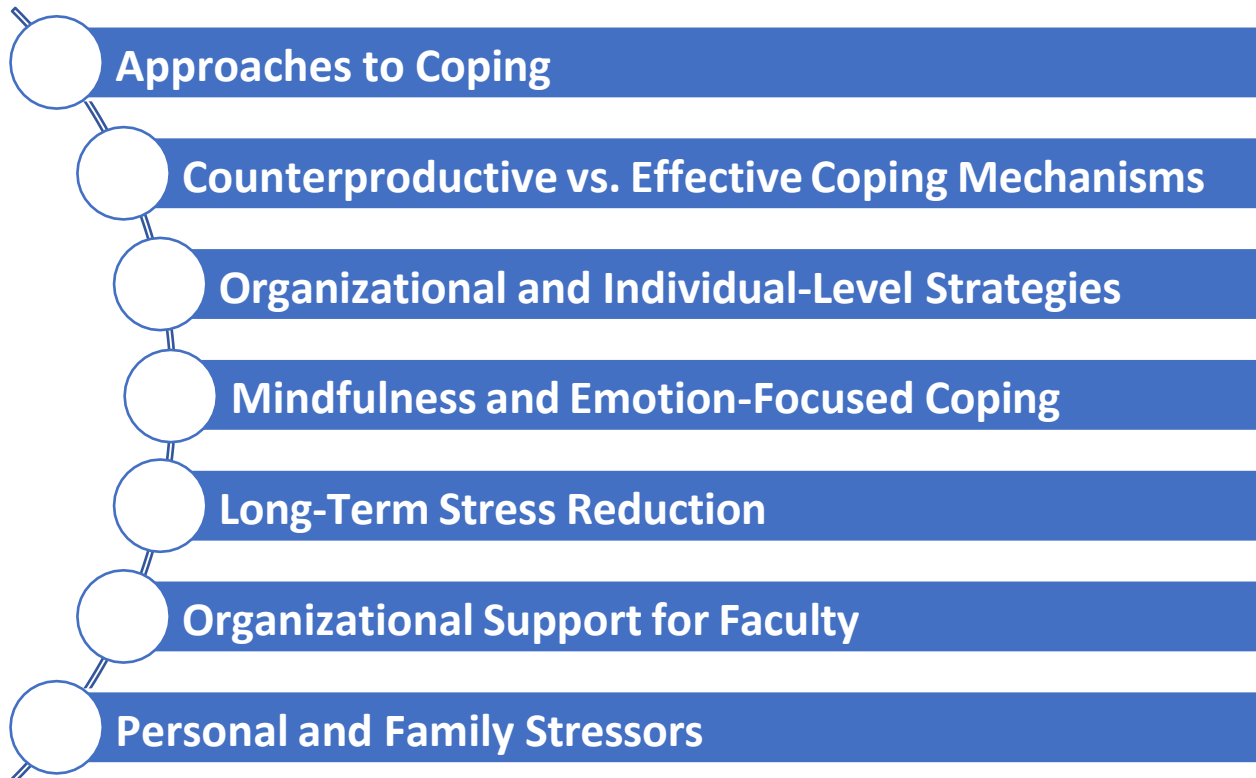 Approaches to Coping
Counterproductive vs. Effective Coping Mechanisms
Organizational and Individual-Level Strategies
Mindfulness and Emotion-Focused Coping
Long-Term Stress Reduction
Organizational Support for Faculty
Personal and Family Stressors